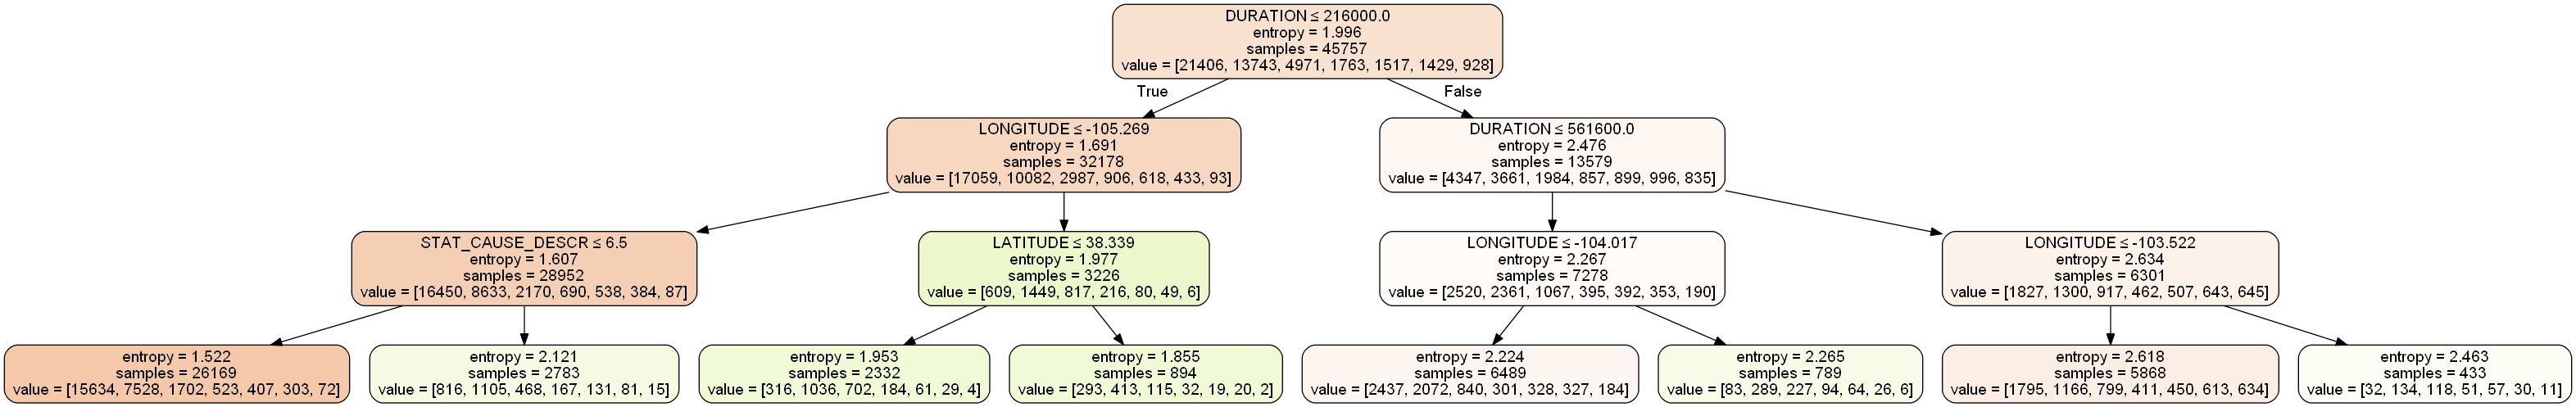 DURATION ≤ 216000.0
entropy = 1.996
samples = 45757
value = [21406, 13743, 4971, 1763, 1517, 1429, 928]
True
False
LONGITUDE ≤ -105.269
entropy = 1.691
samples = 32178
value = [17059, 10082, 2987, 906, 618, 433, 93]
DURATION ≤ 561600.0
entropy = 2.476
samples = 13579
value = [4347, 3661, 1984, 857, 899, 996, 835]
STAT_CAUSE_DESCR ≤ 6.5
entropy = 1.607
samples = 28952
value = [16450, 8633, 2170, 690, 538, 384, 87]
LATITUDE ≤ 38.339
entropy = 1.977
samples = 3226
value = [609, 1449, 817, 216, 80, 49, 6]
LONGITUDE ≤ -104.017
entropy = 2.267
samples = 7278
value = [2520, 2361, 1067, 395, 392, 353, 190]
LONGITUDE ≤ -103.522
entropy = 2.634
samples = 6301
value = [1827, 1300, 917, 462, 507, 643, 645]
entropy = 1.522
samples = 26169
value = [15634, 7528, 1702, 523, 407, 303, 72]
entropy = 2.121
samples = 2783
value = [816, 1105, 468, 167, 131, 81, 15]
entropy = 1.953
samples = 2332
value = [316, 1036, 702, 184, 61, 29, 4]
entropy = 1.855
samples = 894
value = [293, 413, 115, 32, 19, 20, 2]
entropy = 2.224
samples = 6489
value = [2437, 2072, 840, 301, 328, 327, 184]
entropy = 2.265
samples = 789
value = [83, 289, 227, 94, 64, 26, 6]
entropy = 2.618
samples = 5868
value = [1795, 1166, 799, 411, 450, 613, 634]
entropy = 2.463
samples = 433
value = [32, 134, 118, 51, 57, 30, 11]